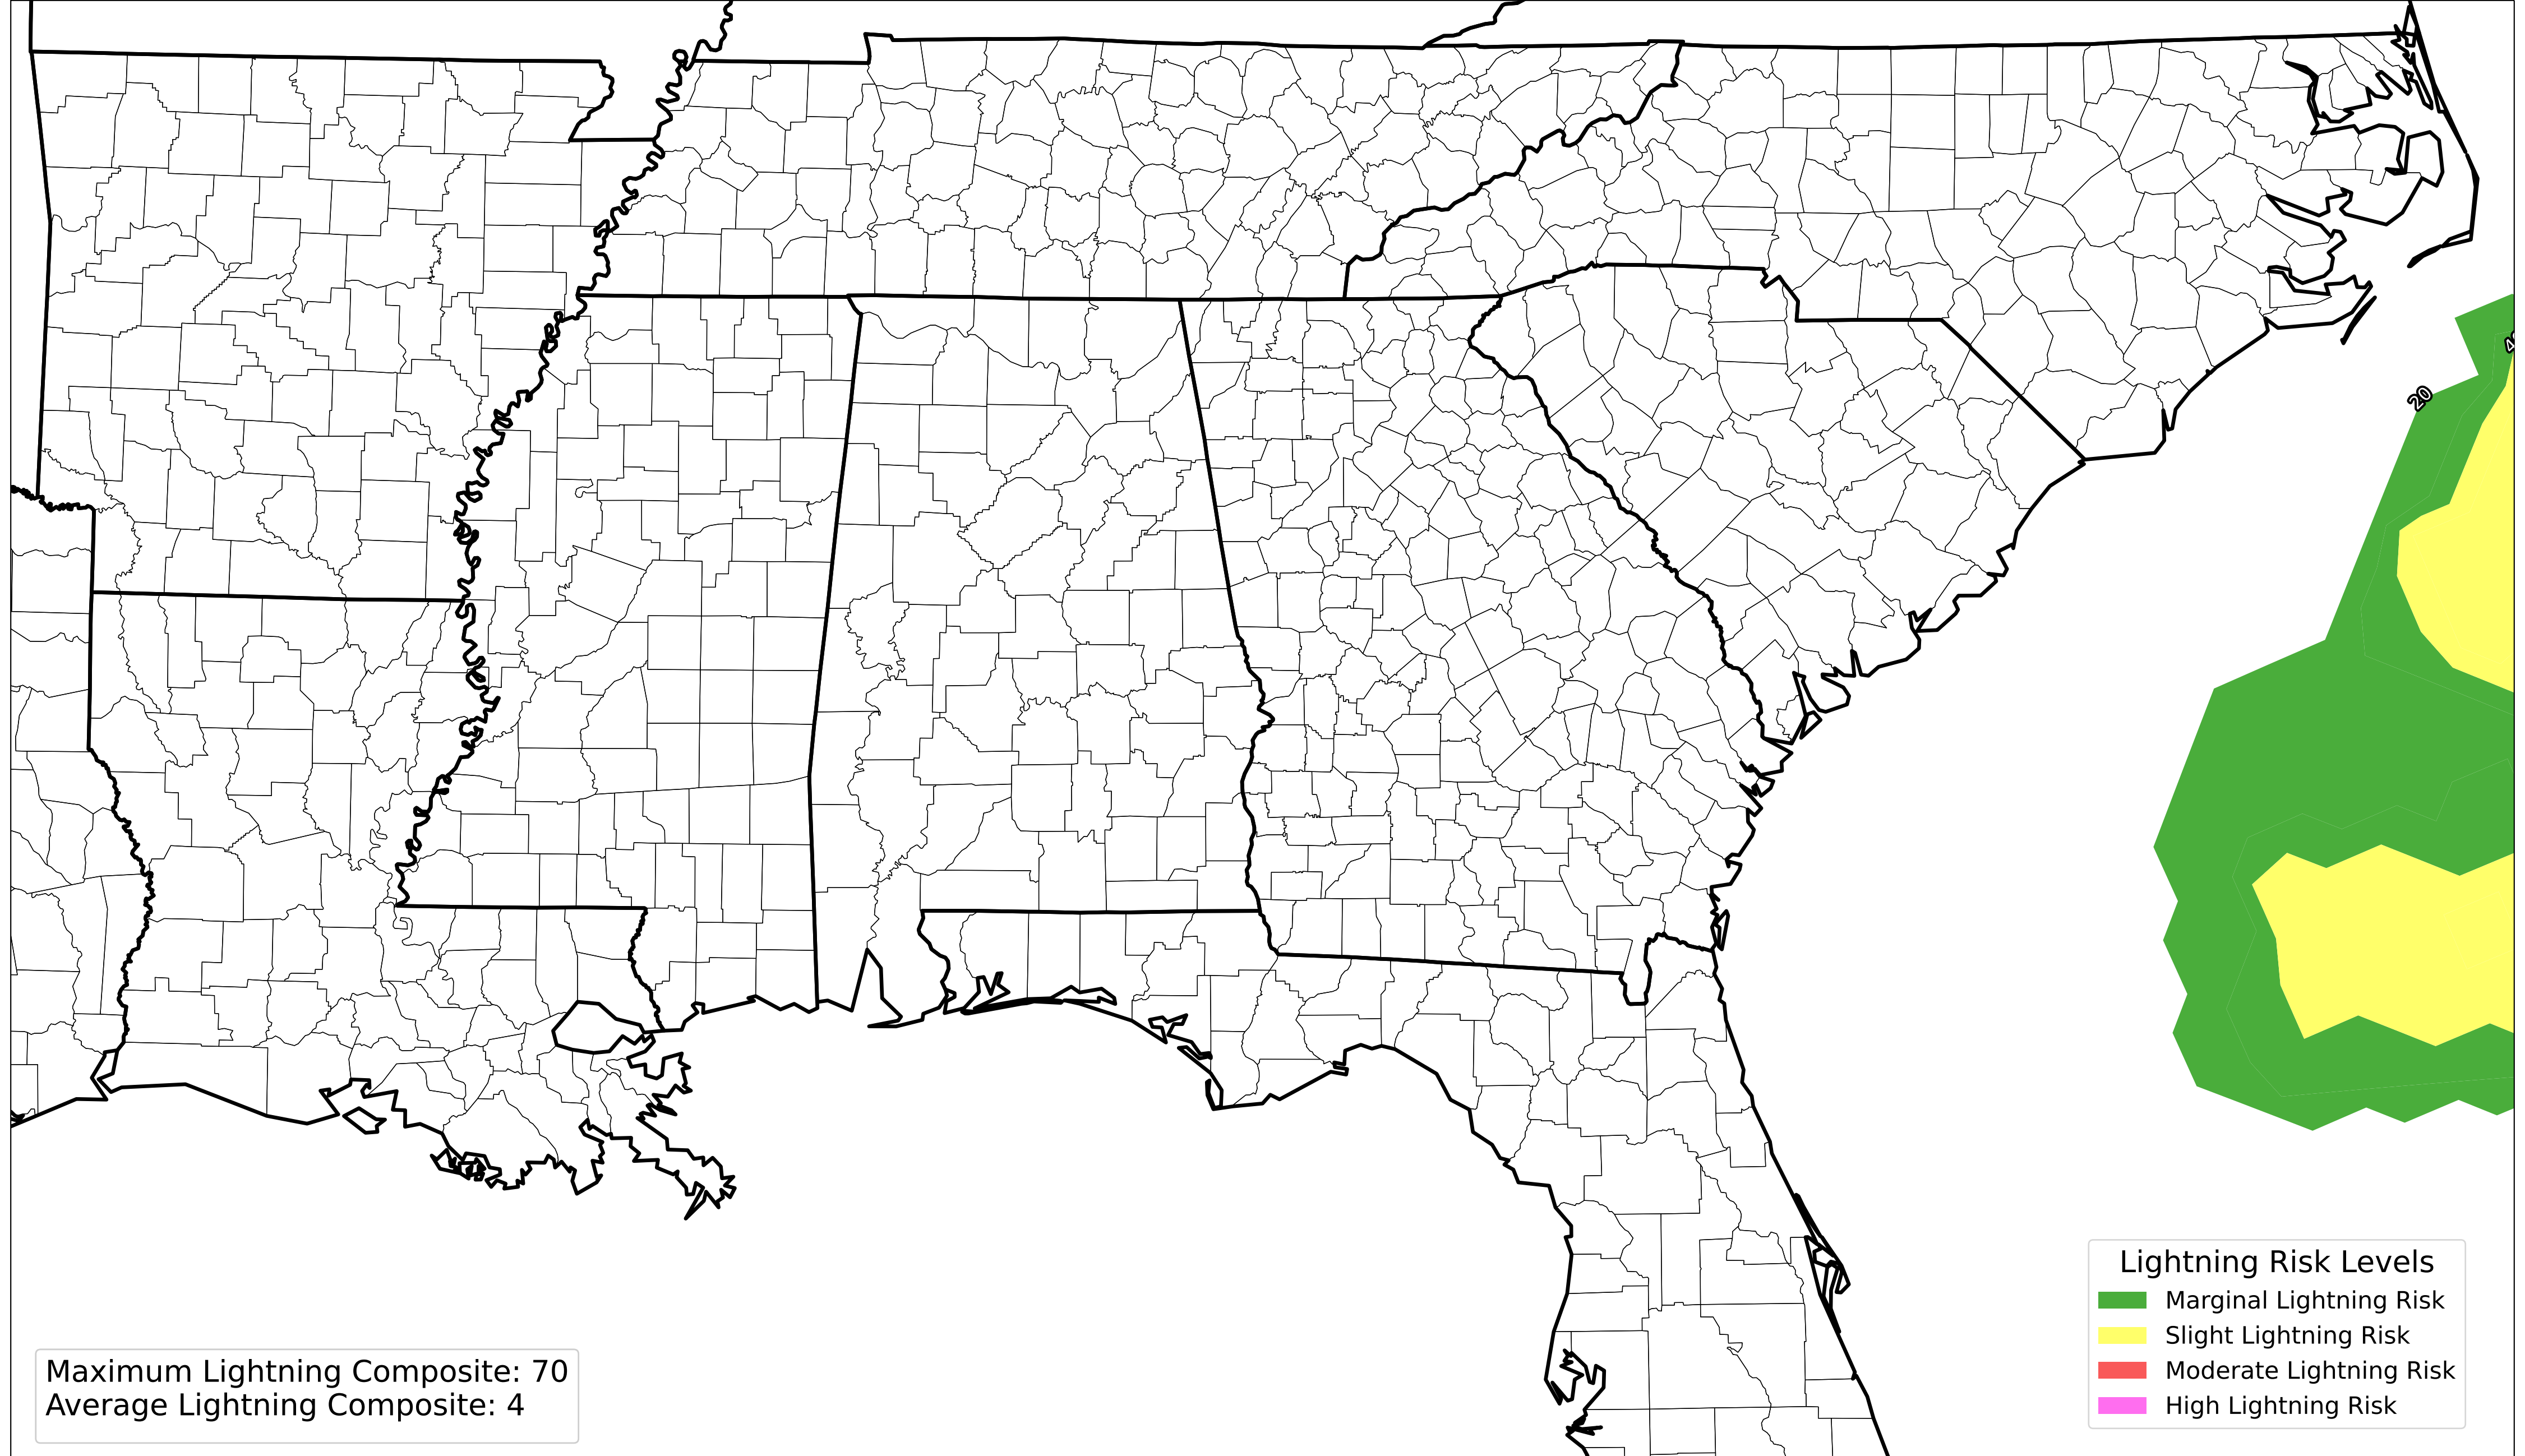 20
Lightning Risk Levels
Marginal Lightning Risk
Slight Lightning Risk
Moderate Lightning Risk
High Lightning Risk
Maximum Lightning Composite: 70
Average Lightning Composite: 4